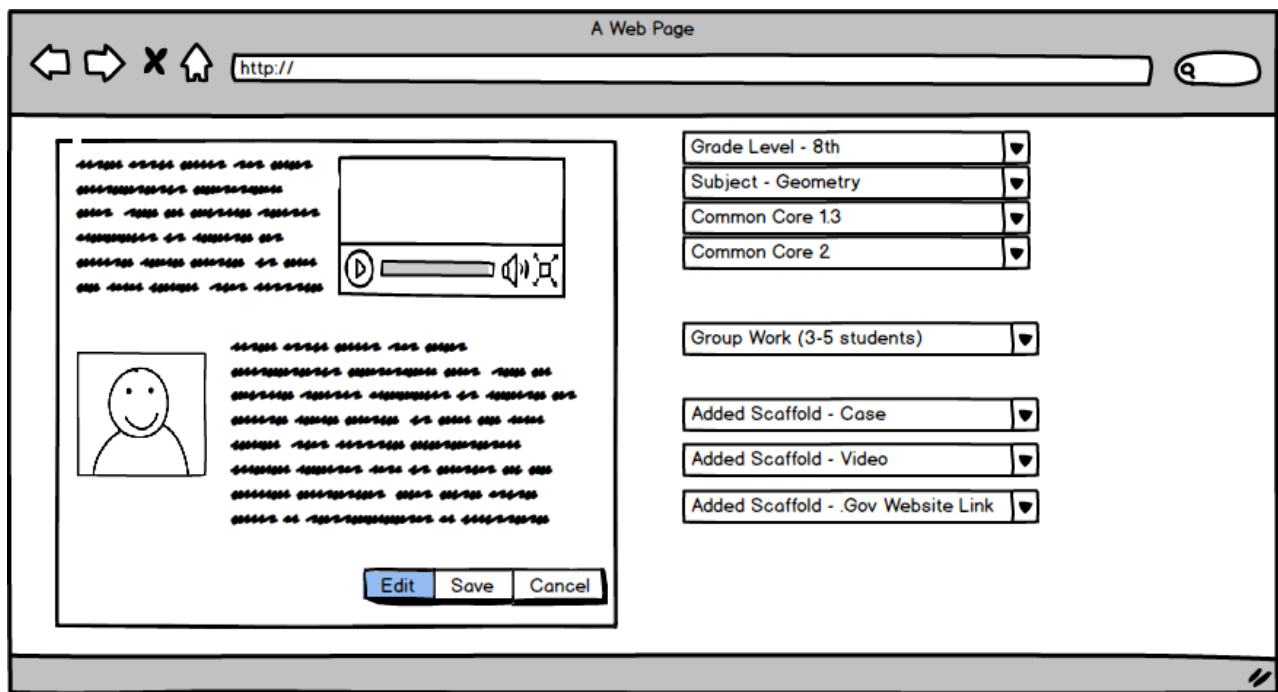 A Web Page
http://
Grade Level - 8th
Subject - Geometry
Common Core 1.3
Common Core 2
Group Work (3-5 students)
Added Scaffold - Case
Added Scaffold - Video
Added Scaffold - .Gov Website Link
Edit Save Cancel